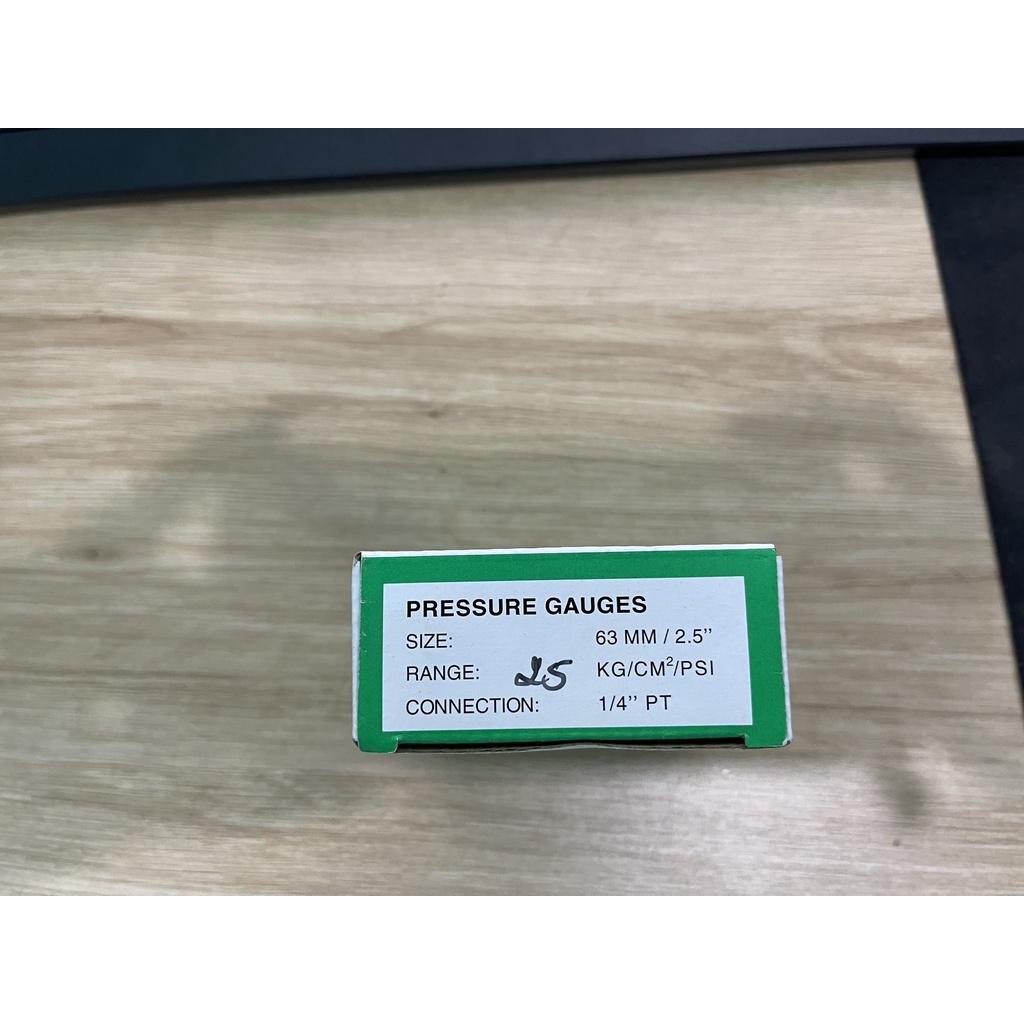 PRESSURE GAUGES
SIZE: 63 MM / 2.5''
RANGE: 25 KG/CM²/PSI
CONNECTION: 1/4'' PT